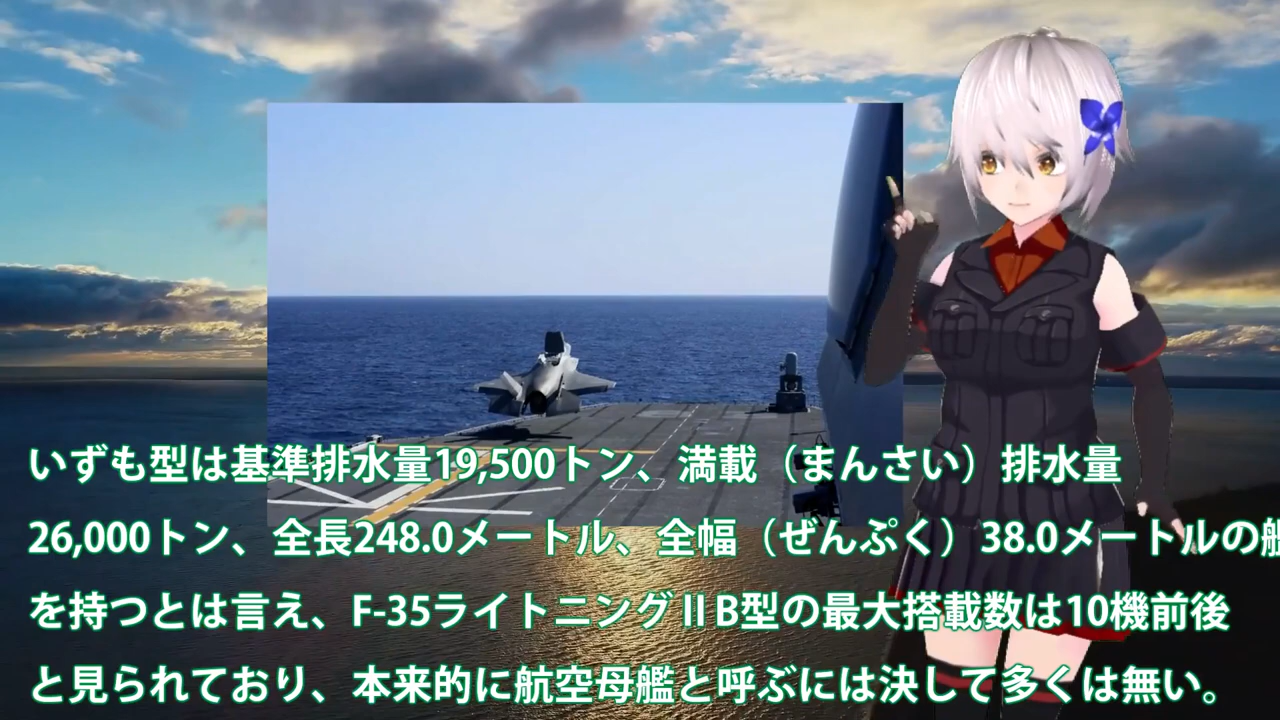 いずも型は基準排水量19,500トン、満載（まんさい）排水量
26,000トン、全長248.0メートル、全幅（ぜんぷく）38.0メートルの
を持つとは言え、F-35ライトニングⅡB型の最大搭載数は10機前後
と見られており、本来的に航空母艦と呼ぶには決して多くは無い。